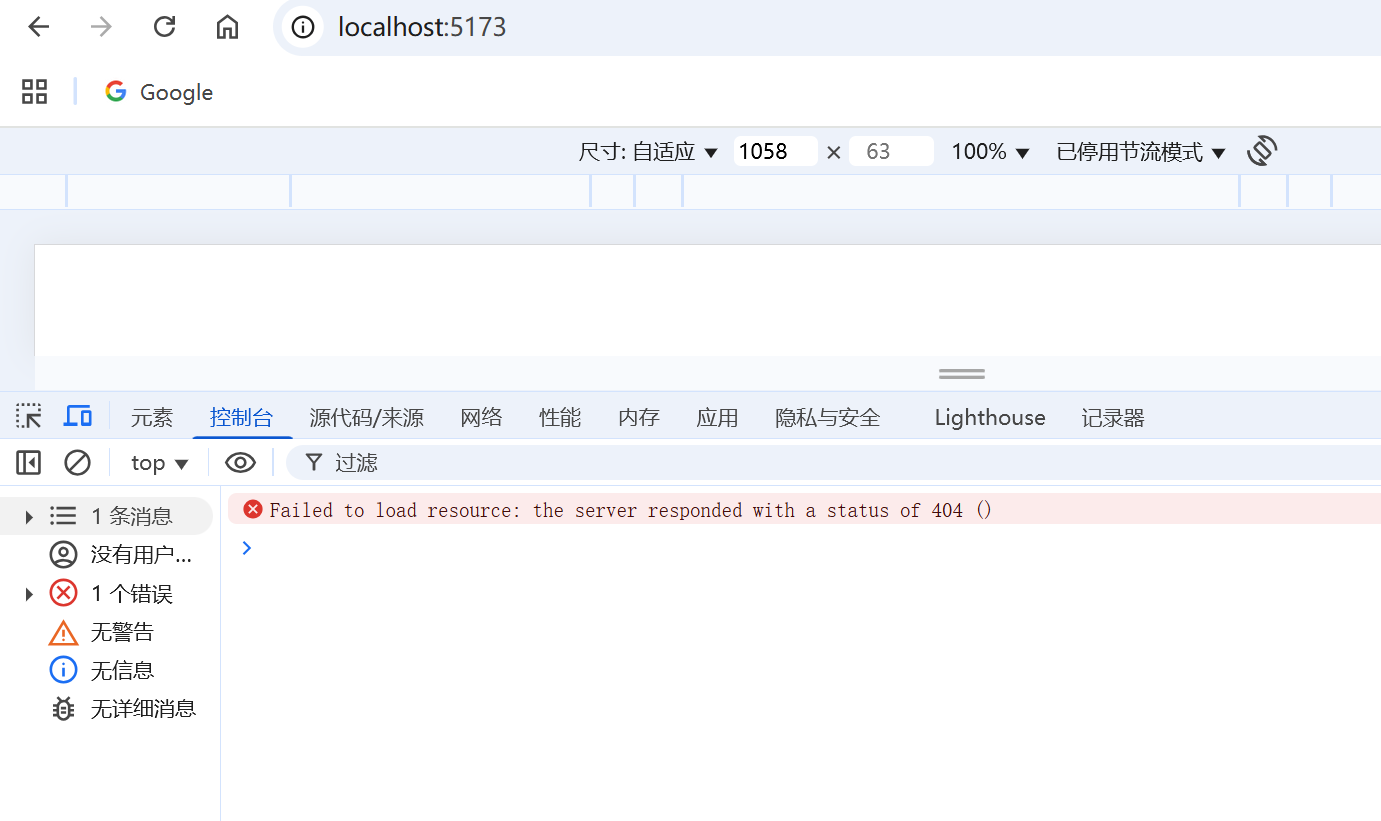 localhost:5173
Google
尺寸: 自适应 1058 × 63 100% 已停用节流模式
元素 控制台 源代码/来源 网络 性能 内存 应用 隐私与安全 Lighthouse 记录器
top 过滤
1 条消息
没有用户...
1 个错误
无警告
无信息
无详细消息
Failed to load resource: the server responded with a status of 404 ()